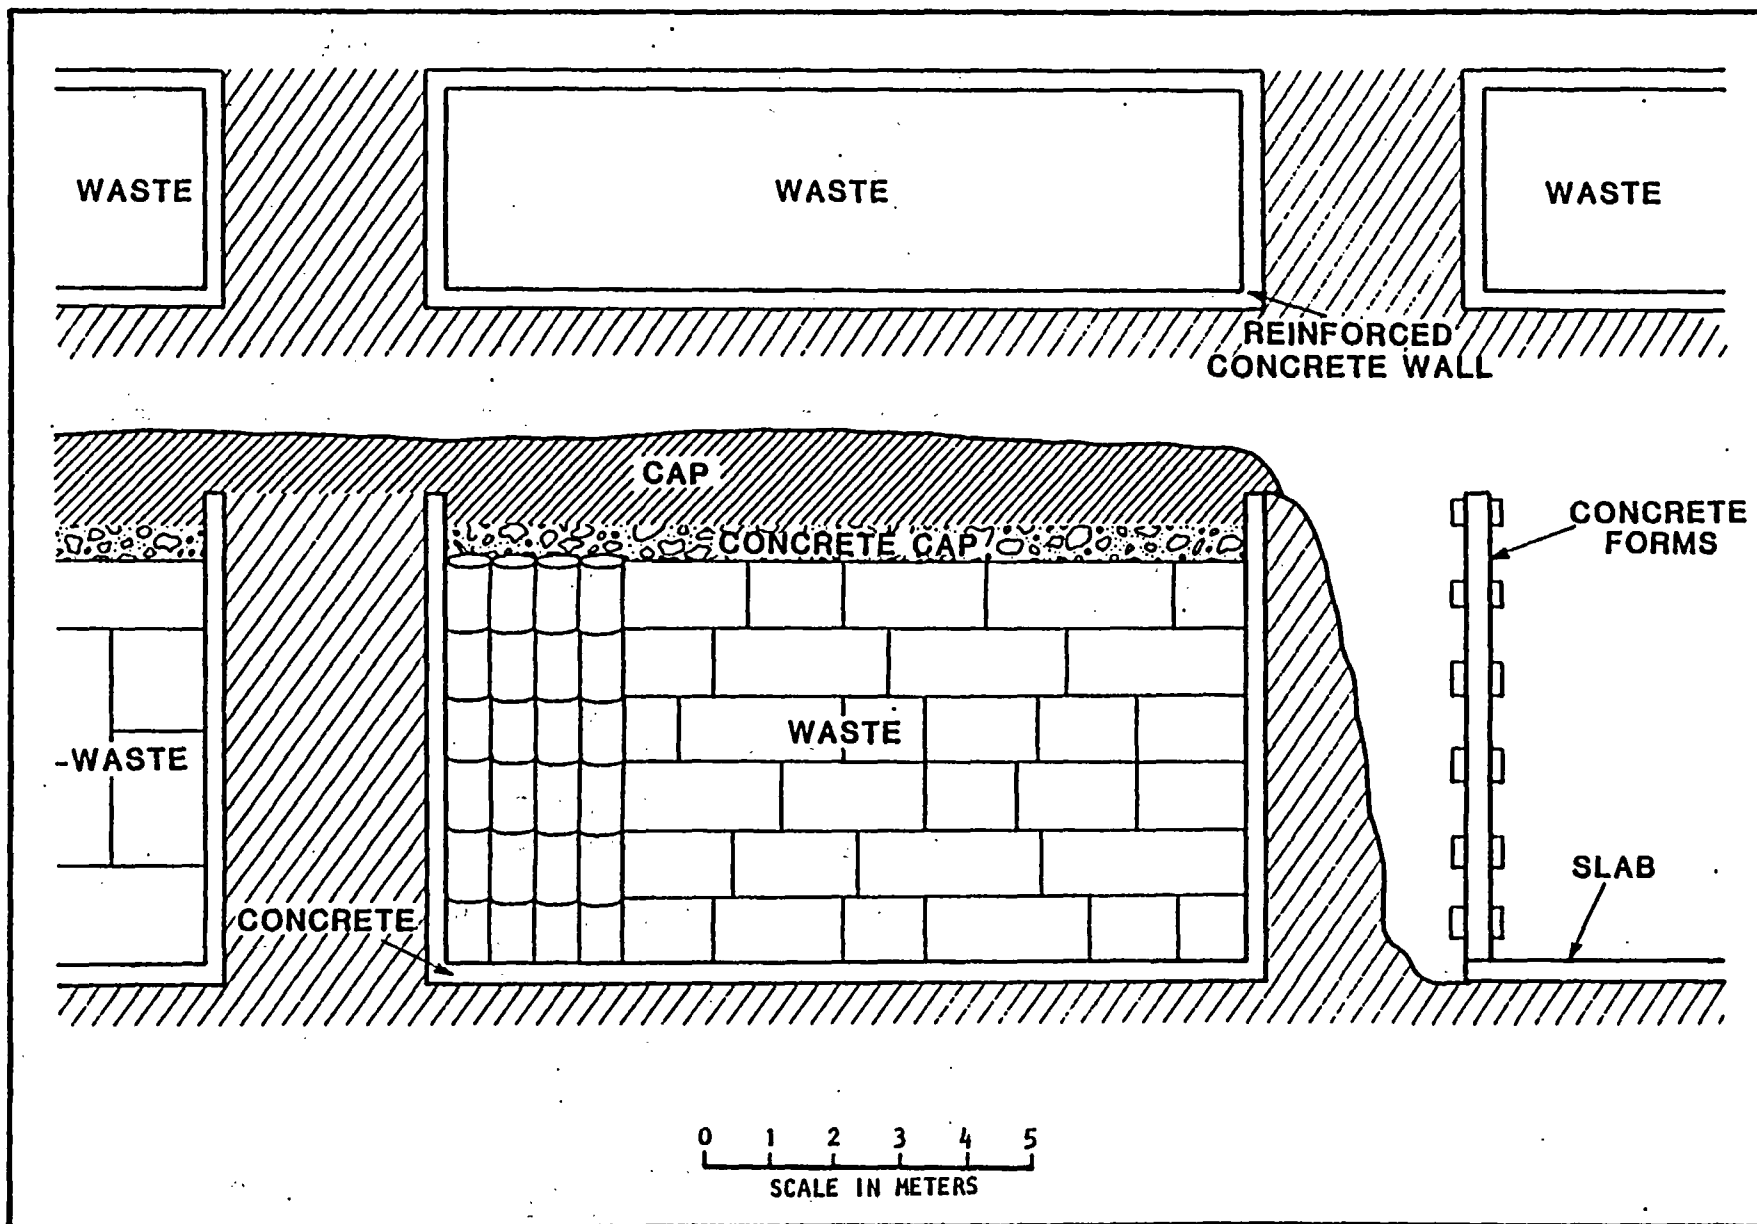 WASTE
WASTE
WASTE
REINFORCED
CONCRETE WALL
CAP
CONCRETE CAP
CONCRETE
FORMS
WASTE
-WASTE
SLAB
CONCRETE
0 1 2 3 4 5
SCALE IN METERS